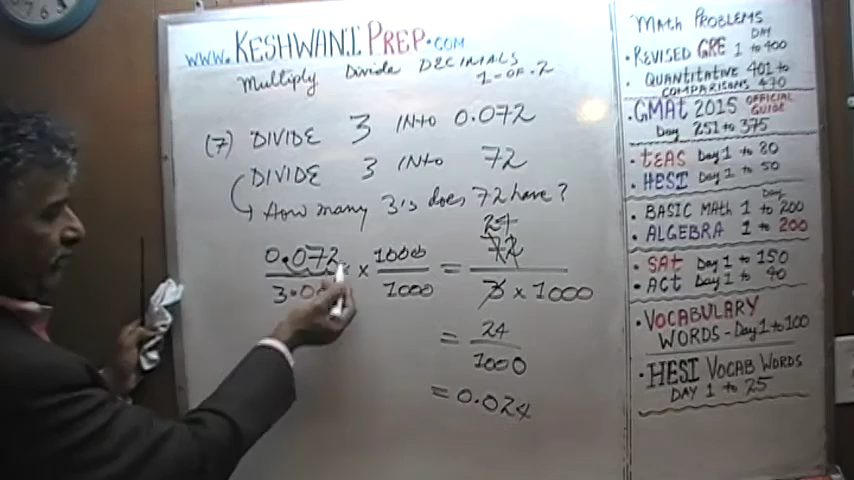 www.KESHWANIPREP.com
Multiply Divide DECIMALS
1-OF-2
(7) DIVIDE 3 INTO 0.072
DIVIDE 3 INTO 72
How many 3's does 72 have?
24
0.072 x 1000 = 72
3.0 1000 3 x 1000
= 24
1000
= 0.024
MATH PROBLEMS
DAY
• REVISED GRE 1 to 400
• QUANTITATIVE 401 to
COMPARISONS 470
• GMAT 2015 OFFICIAL
GUIDE
Day 251 to 375
• TEAS Day 1 to 80
• HESI Day 1 to 50
Day
• BASIC MATH 1 to 200
• ALGEBRA 1 to 200
• SAT Day 1 to 150
• ACT Day 1 to 90
• VOCABULARY
WORDS - Day 1 to 100
• HESI VOCAB WORDS
DAY 1 to 25